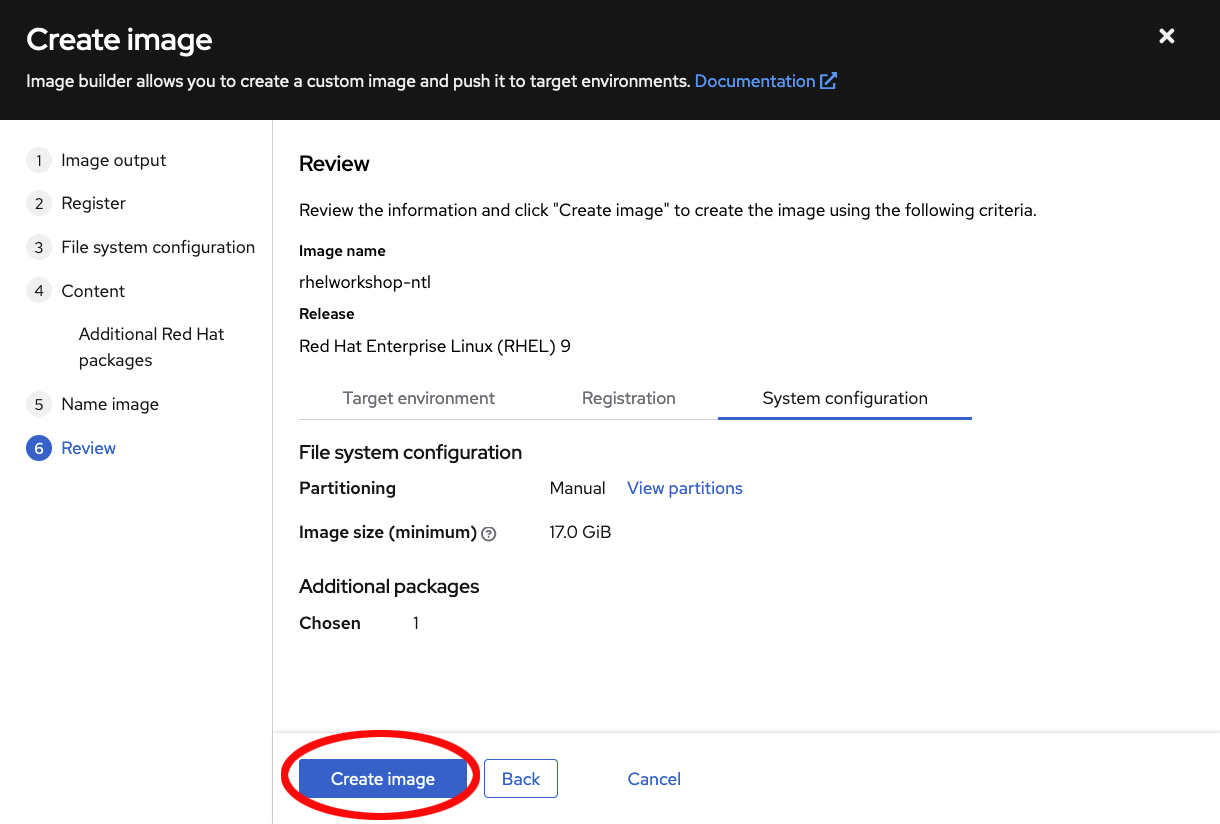 Create image
Image builder allows you to create a custom image and push it to target environments. Documentation
1 Image output
2 Register
3 File system configuration
4 Content
Additional Red Hat
packages
5 Name image
6 Review
Review
Review the information and click "Create image" to create the image using the following criteria.
Image name
rhelworkshop-ntl
Release
Red Hat Enterprise Linux (RHEL) 9
Target environment Registration System configuration
File system configuration
Partitioning Manual View partitions
Image size (minimum) ? 17.0 GiB
Additional packages
Chosen 1
Create image Back Cancel